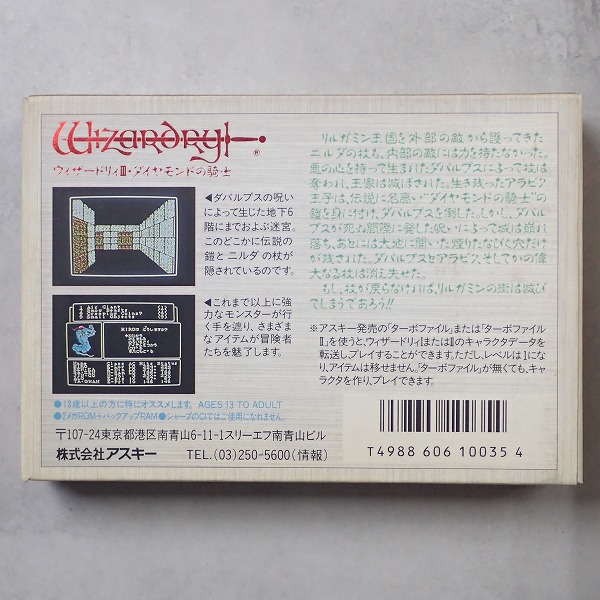 Wizardry
®
ウィザードリィⅢ・ダイヤモンドの騎士
◀ダバルプスの呪い
によって生じた地下6
階にまでおよぶ迷宮。
このどこかに伝説の
鎧とニルダの杖が
隠されているのです。
◀これまで以上に強
力なモンスターが行
く手を遮り、さまざま
なアイテムが冒険者
たちを魅了します。
リルガミン王国を外部の敵から護ってきた
ニルダの杖も、内部の敵には力を持たなかった。
悪の心を持って生まれたダバルプスによって杖は
奪われ、王家は滅ぼされた。生き残ったアラビク
王子は、伝説に名高い“ダイヤモンドの騎士”の
鎧を身に付け、ダバルプスを倒した。しかし、ダバル
プスが死ぬ間際に発した呪いによって城は崩れ
落ち、あとには大地に開いた煙りたなびく穴だけ
が残された。ダバルプスとアラビク、そしてかの偉
大なる杖は消え失せた。
もし、杖が戻らなければ、リルガミンの街は滅びて
しまうであろう!!
※アスキー発売の「ターボファイル」または「ターボファイル
Ⅱ」を使うと、ウィザードリィⅠまたはⅡのキャラクタデータを
転送し、プレイすることができます。ただし、レベルは1にな
り、アイテムは移せません。「ターボファイル」が無くても、キャ
ラクタを作り、プレイできます。
●13歳以上の方に特にオススメします。AGES 13 TO ADULT
●2メガROM+バックアップRAM●シャープのC1ではご使用になれません。
〒107-24東京都港区南青山6-11-1スリーエフ南青山ビル
株式会社アスキー TEL.(03)250-5600(情報)
T4988 606 10035 4